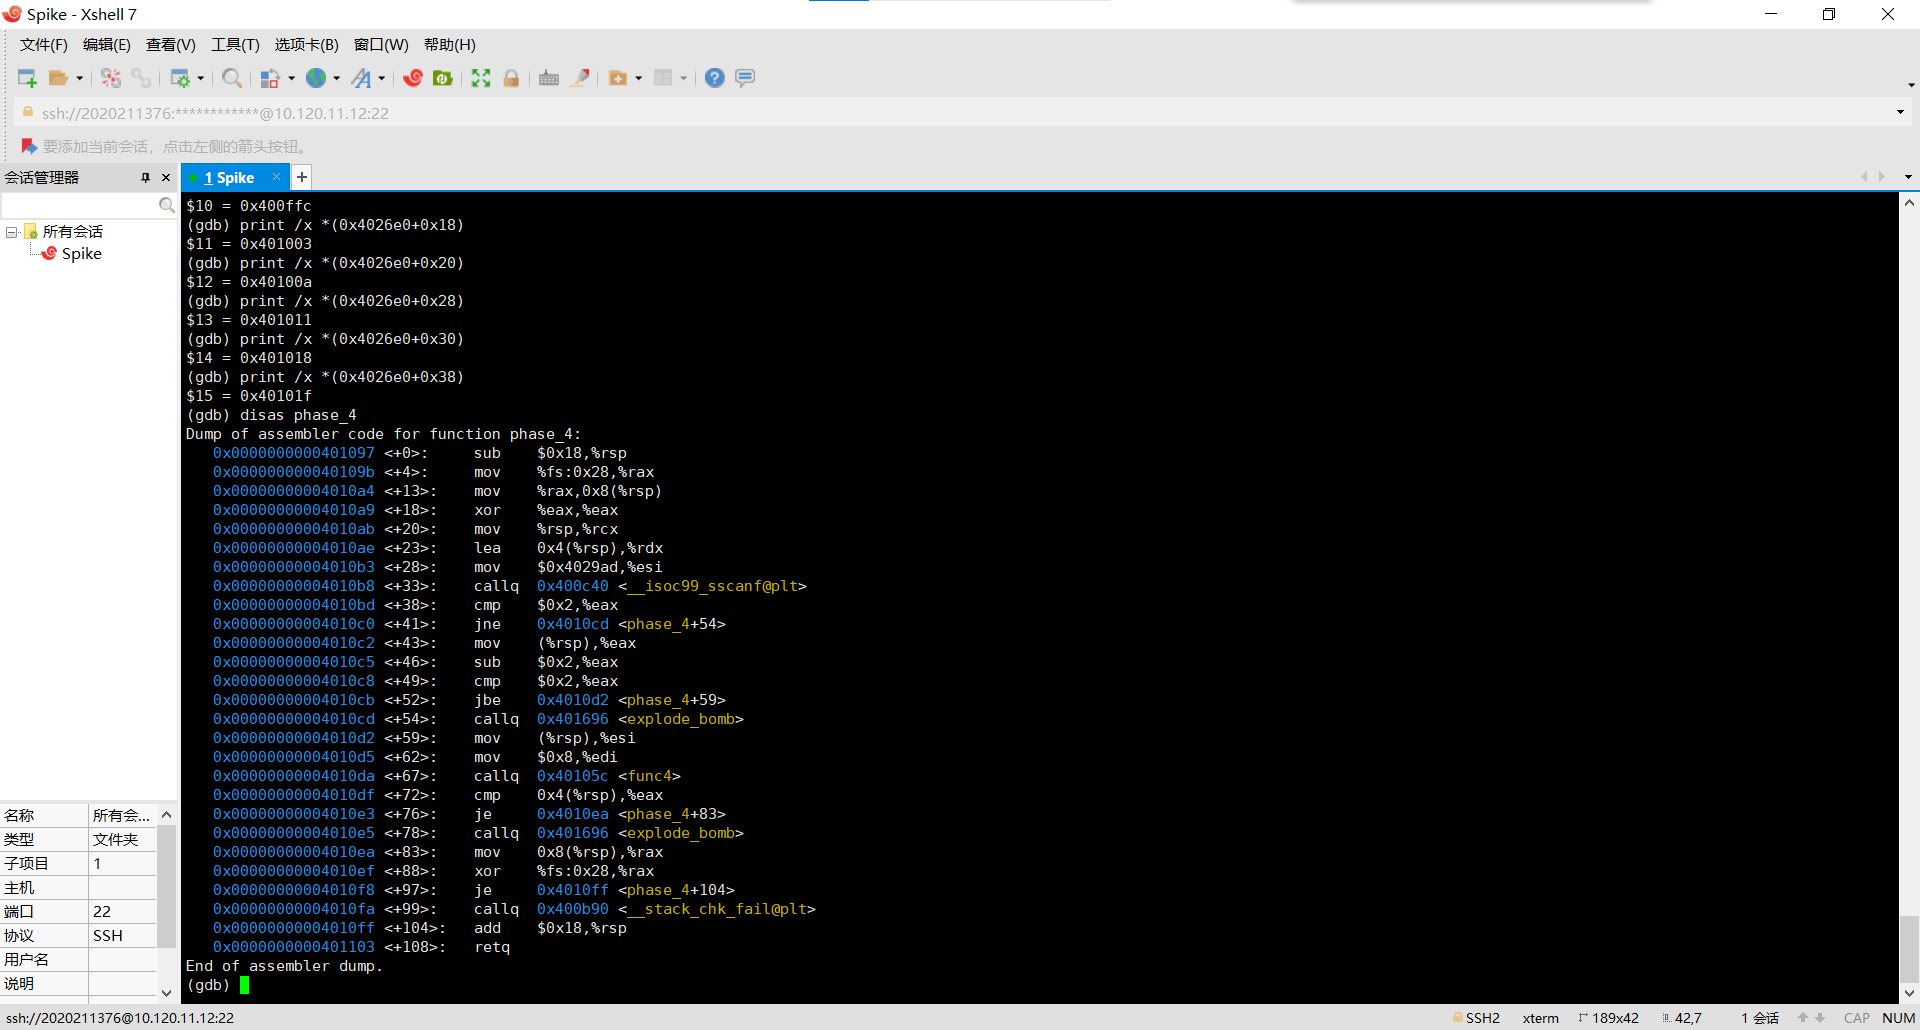 Spike - Xshell 7
文件(F) 编辑(E) 查看(V) 工具(T) 选项卡(B) 窗口(W) 帮助(H)
ssh://2020211376:************@10.120.11.12:22
要添加当前会话，点击左侧的箭头按钮。
会话管理器
1 Spike
所有会话
Spike
$10 = 0x400ffc
(gdb) print /x *(0x4026e0+0x18)
$11 = 0x401003
(gdb) print /x *(0x4026e0+0x20)
$12 = 0x40100a
(gdb) print /x *(0x4026e0+0x28)
$13 = 0x401011
(gdb) print /x *(0x4026e0+0x30)
$14 = 0x401018
(gdb) print /x *(0x4026e0+0x38)
$15 = 0x40101f
(gdb) disas phase_4
Dump of assembler code for function phase_4:
0x0000000000401097 <+0>: sub $0x18,%rsp
0x000000000040109b <+4>: mov %fs:0x28,%rax
0x00000000004010a4 <+13>: mov %rax,0x8(%rsp)
0x00000000004010a9 <+18>: xor %eax,%eax
0x00000000004010ab <+20>: mov %rsp,%rcx
0x00000000004010ae <+23>: lea 0x4(%rsp),%rdx
0x00000000004010b3 <+28>: mov $0x4029ad,%esi
0x00000000004010b8 <+33>: callq 0x400c40 <__isoc99_sscanf@plt>
0x00000000004010bd <+38>: cmp $0x2,%eax
0x00000000004010c0 <+41>: jne 0x4010cd <phase_4+54>
0x00000000004010c2 <+43>: mov (%rsp),%eax
0x00000000004010c5 <+46>: sub $0x2,%eax
0x00000000004010c8 <+49>: cmp $0x2,%eax
0x00000000004010cb <+52>: jbe 0x4010d2 <phase_4+59>
0x00000000004010cd <+54>: callq 0x401696 <explode_bomb>
0x00000000004010d2 <+59>: mov (%rsp),%esi
0x00000000004010d5 <+62>: mov $0x8,%edi
0x00000000004010da <+67>: callq 0x40105c <func4>
0x00000000004010df <+72>: cmp 0x4(%rsp),%eax
0x00000000004010e3 <+76>: je 0x4010ea <phase_4+83>
0x00000000004010e5 <+78>: callq 0x401696 <explode_bomb>
0x00000000004010ea <+83>: mov 0x8(%rsp),%rax
0x00000000004010ef <+88>: xor %fs:0x28,%rax
0x00000000004010f8 <+97>: je 0x4010ff <phase_4+104>
0x00000000004010fa <+99>: callq 0x400b90 <__stack_chk_fail@plt>
0x00000000004010ff <+104>: add $0x18,%rsp
0x0000000000401103 <+108>: retq
End of assembler dump.
(gdb)
名称 所有会...
类型 文件夹
子项目 1
主机
端口 22
协议 SSH
用户名
说明
ssh://2020211376@10.120.11.12:22 SSH2 xterm 189x42 42,7 1 会话 CAP NUM